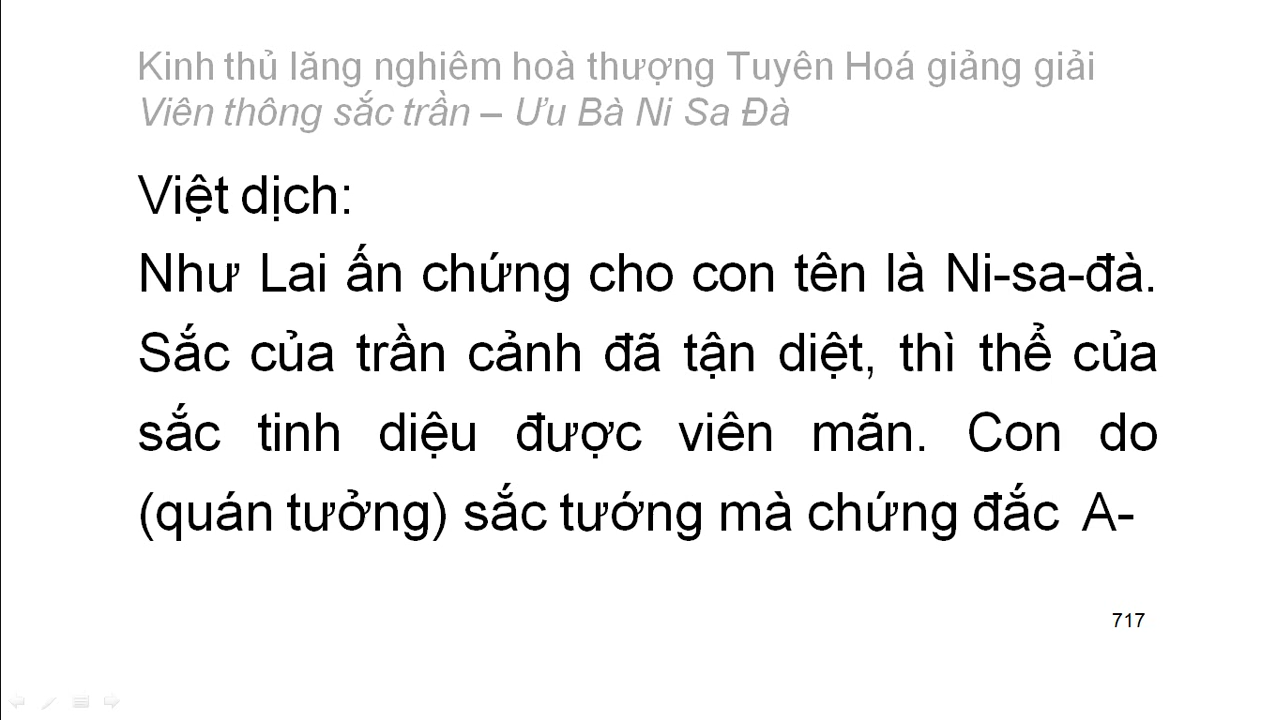 Kinh thủ lăng nghiêm hoà thượng Tuyên Hoá giảng giải
Viên thông sắc trần – Ưu Bà Ni Sa Đà
Việt dịch:
Như Lai ấn chứng cho con tên là Ni-sa-đà.
Sắc của trần cảnh đã tận diệt, thì thể của
sắc tinh diệu được viên mãn. Con do
(quán tưởng) sắc tướng mà chứng đắc A-
717